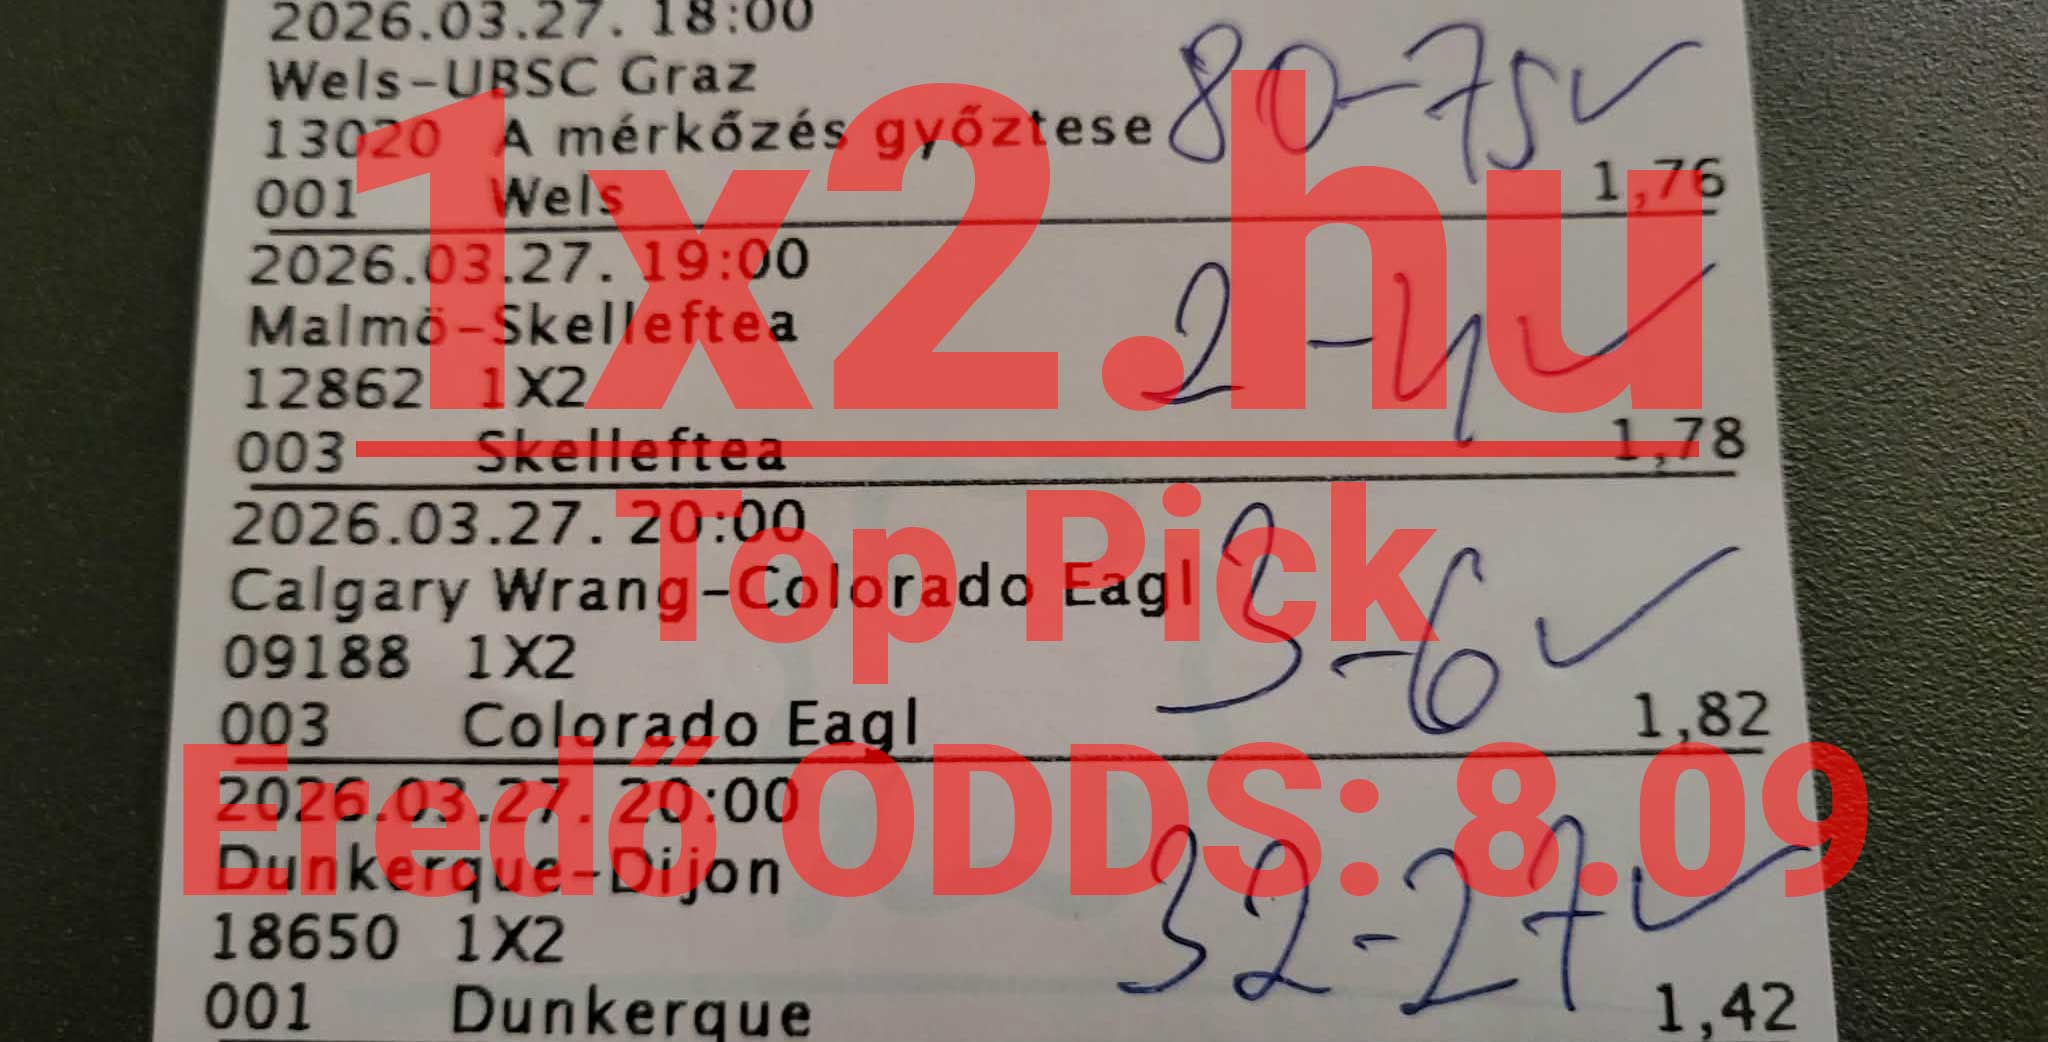 2026.03.27. 18:00
Wels-UBSC Graz
13020 A mérkőzés győztese 80-75✓
001 Wels 1,76
2026.03.27. 19:00
Malmö-Skelleftea 2-4✓
12862 1X2
003 Skelleftea 1,78
2026.03.27. 20:00
Calgary Wrang-Colorado Eagl 3-6✓
09188 1X2
003 Colorado Eagl 1,82
2026.03.27. 20:00
Dunkerque-Dijon 32-27✓
18650 1X2
001 Dunkerque 1,42
1x2.hu
Top Pick
Eredő ODDS: 8.09